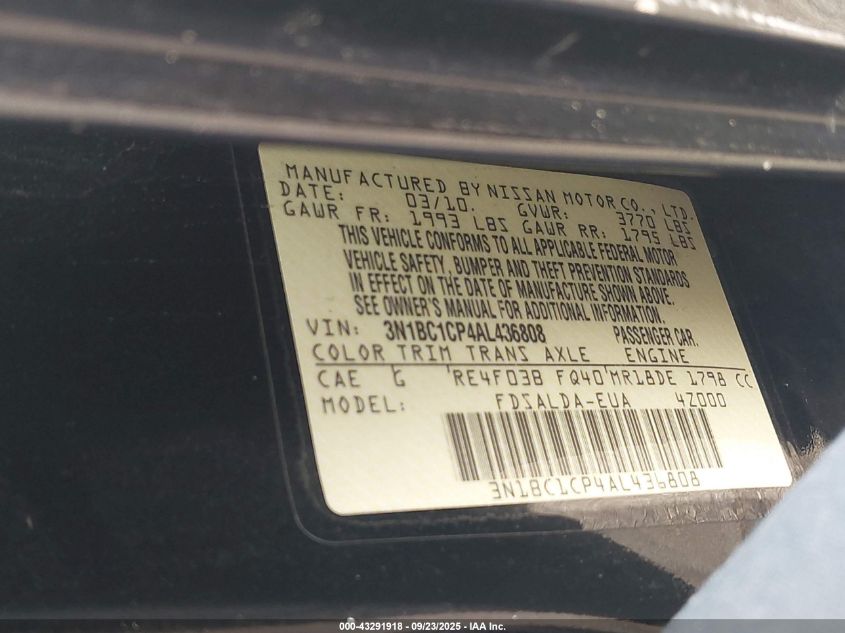 MANUFACTURED BY NISSAN MOTOR CO., LTD.
DATE: 03/10. GVWR: 3770 LBS
GAWR FR: 1993 LBS GAWR RR: 1795 LBS
THIS VEHICLE CONFORMS TO ALL APPLICABLE FEDERAL MOTOR
VEHICLE SAFETY, BUMPER AND THEFT PREVENTION STANDARDS
IN EFFECT ON THE DATE OF MANUFACTURE SHOWN ABOVE.
SEE OWNER'S MANUAL FOR ADDITIONAL INFORMATION.
VIN: 3N1BC1CP4AL436808 PASSENGER CAR.
COLOR TRIM TRANS AXLE ENGINE
CAE G RE4F03B FQ40 MR18DE 1798 CC
MODEL: FDSALDA-EUA 4Z000
3N1BC1CP4AL436808
000-43291918 - 09/23/2025 - IAA Inc.